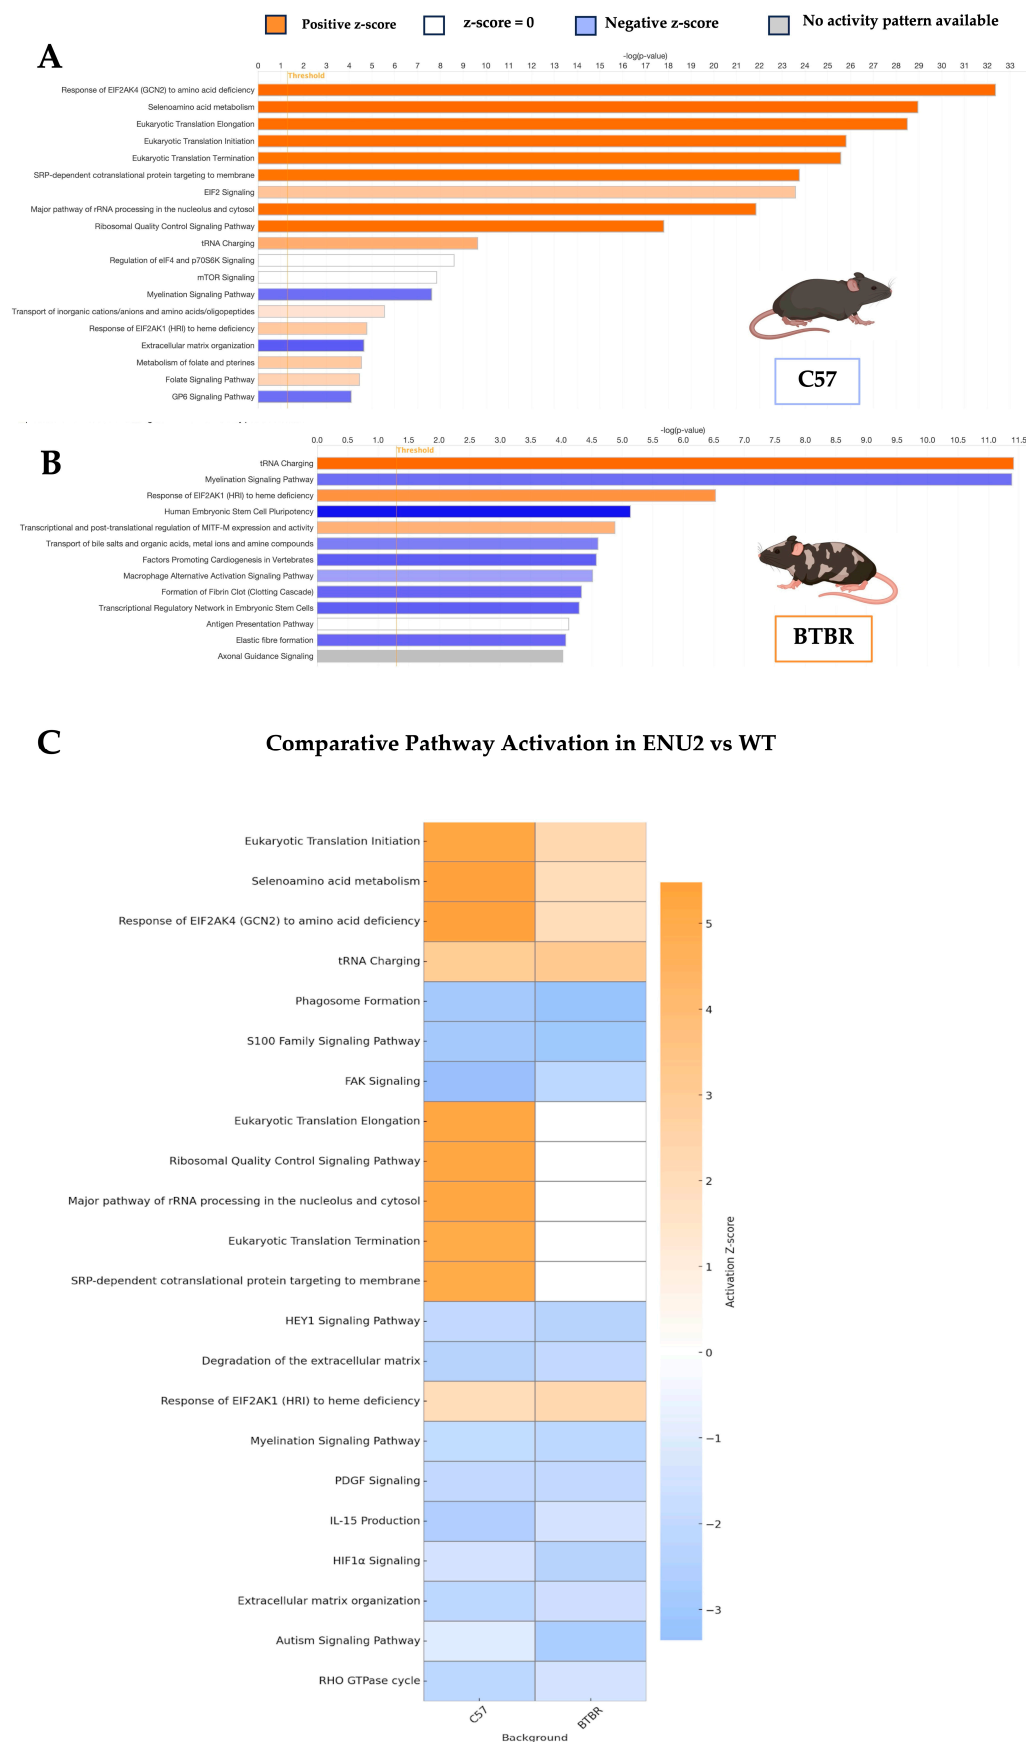 Positive z-score
z-score = 0
Negative z-score
No activity pattern available
A
-log(p-value)
0 1 2 3 4 5 6 7 8 9 10 11 12 13 14 15 16 17 18 19 20 21 22 23 24 25 26 27 28 29 30 31 32 33
Threshold
Response of EIF2AK4 (GCN2) to amino acid deficiency
Selenoamino acid metabolism
Eukaryotic Translation Elongation
Eukaryotic Translation Initiation
Eukaryotic Translation Termination
SRP-dependent cotranslational protein targeting to membrane
EIF2 Signaling
Major pathway of rRNA processing in the nucleolus and cytosol
Ribosomal Quality Control Signaling Pathway
tRNA Charging
Regulation of eIF4 and p70S6K Signaling
mTOR Signaling
Myelination Signaling Pathway
Transport of inorganic cations/anions and amino acids/oligopeptides
Response of EIF2AK1 (HRI) to heme deficiency
Extracellular matrix organization
Metabolism of folate and pterines
Folate Signaling Pathway
GP6 Signaling Pathway
C57
B
-log(p-value)
0.0 0.5 1.0 1.5 2.0 2.5 3.0 3.5 4.0 4.5 5.0 5.5 6.0 6.5 7.0 7.5 8.0 8.5 9.0 9.5 10.0 10.5 11.0 11.5
Threshold
tRNA Charging
Myelination Signaling Pathway
Response of EIF2AK1 (HRI) to heme deficiency
Human Embryonic Stem Cell Pluripotency
Transcriptional and post-translational regulation of MITF-M expression and activity
Transport of bile salts and organic acids, metal ions and amine compounds
Factors Promoting Cardiogenesis in Vertebrates
Macrophage Alternative Activation Signaling Pathway
Formation of Fibrin Clot (Clotting Cascade)
Transcriptional Regulatory Network in Embryonic Stem Cells
Antigen Presentation Pathway
Elastic fibre formation
Axonal Guidance Signaling
BTBR
C
Comparative Pathway Activation in ENU2 vs WT
Eukaryotic Translation Initiation
Selenoamino acid metabolism
Response of EIF2AK4 (GCN2) to amino acid deficiency
tRNA Charging
Phagosome Formation
S100 Family Signaling Pathway
FAK Signaling
Eukaryotic Translation Elongation
Ribosomal Quality Control Signaling Pathway
Major pathway of rRNA processing in the nucleolus and cytosol
Eukaryotic Translation Termination
SRP-dependent cotranslational protein targeting to membrane
HEY1 Signaling Pathway
Degradation of the extracellular matrix
Response of EIF2AK1 (HRI) to heme deficiency
Myelination Signaling Pathway
PDGF Signaling
IL-15 Production
HIF1α Signaling
Extracellular matrix organization
Autism Signaling Pathway
RHO GTPase cycle
C57
BTBR
Background
5
4
3
2
1
0
−1
−2
−3
Activation Z-score